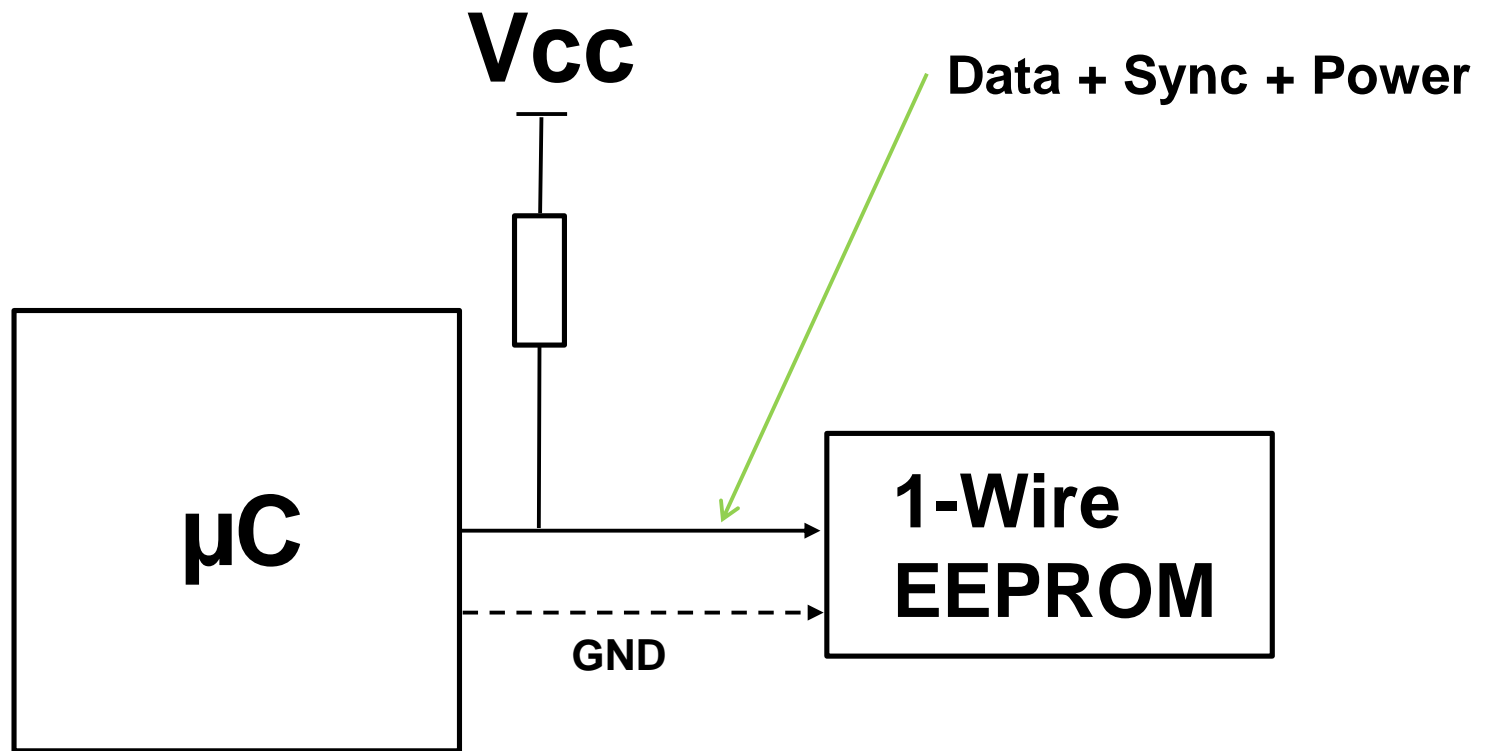 Vcc
Data + Sync + Power
µC
1-Wire
EEPROM
GND